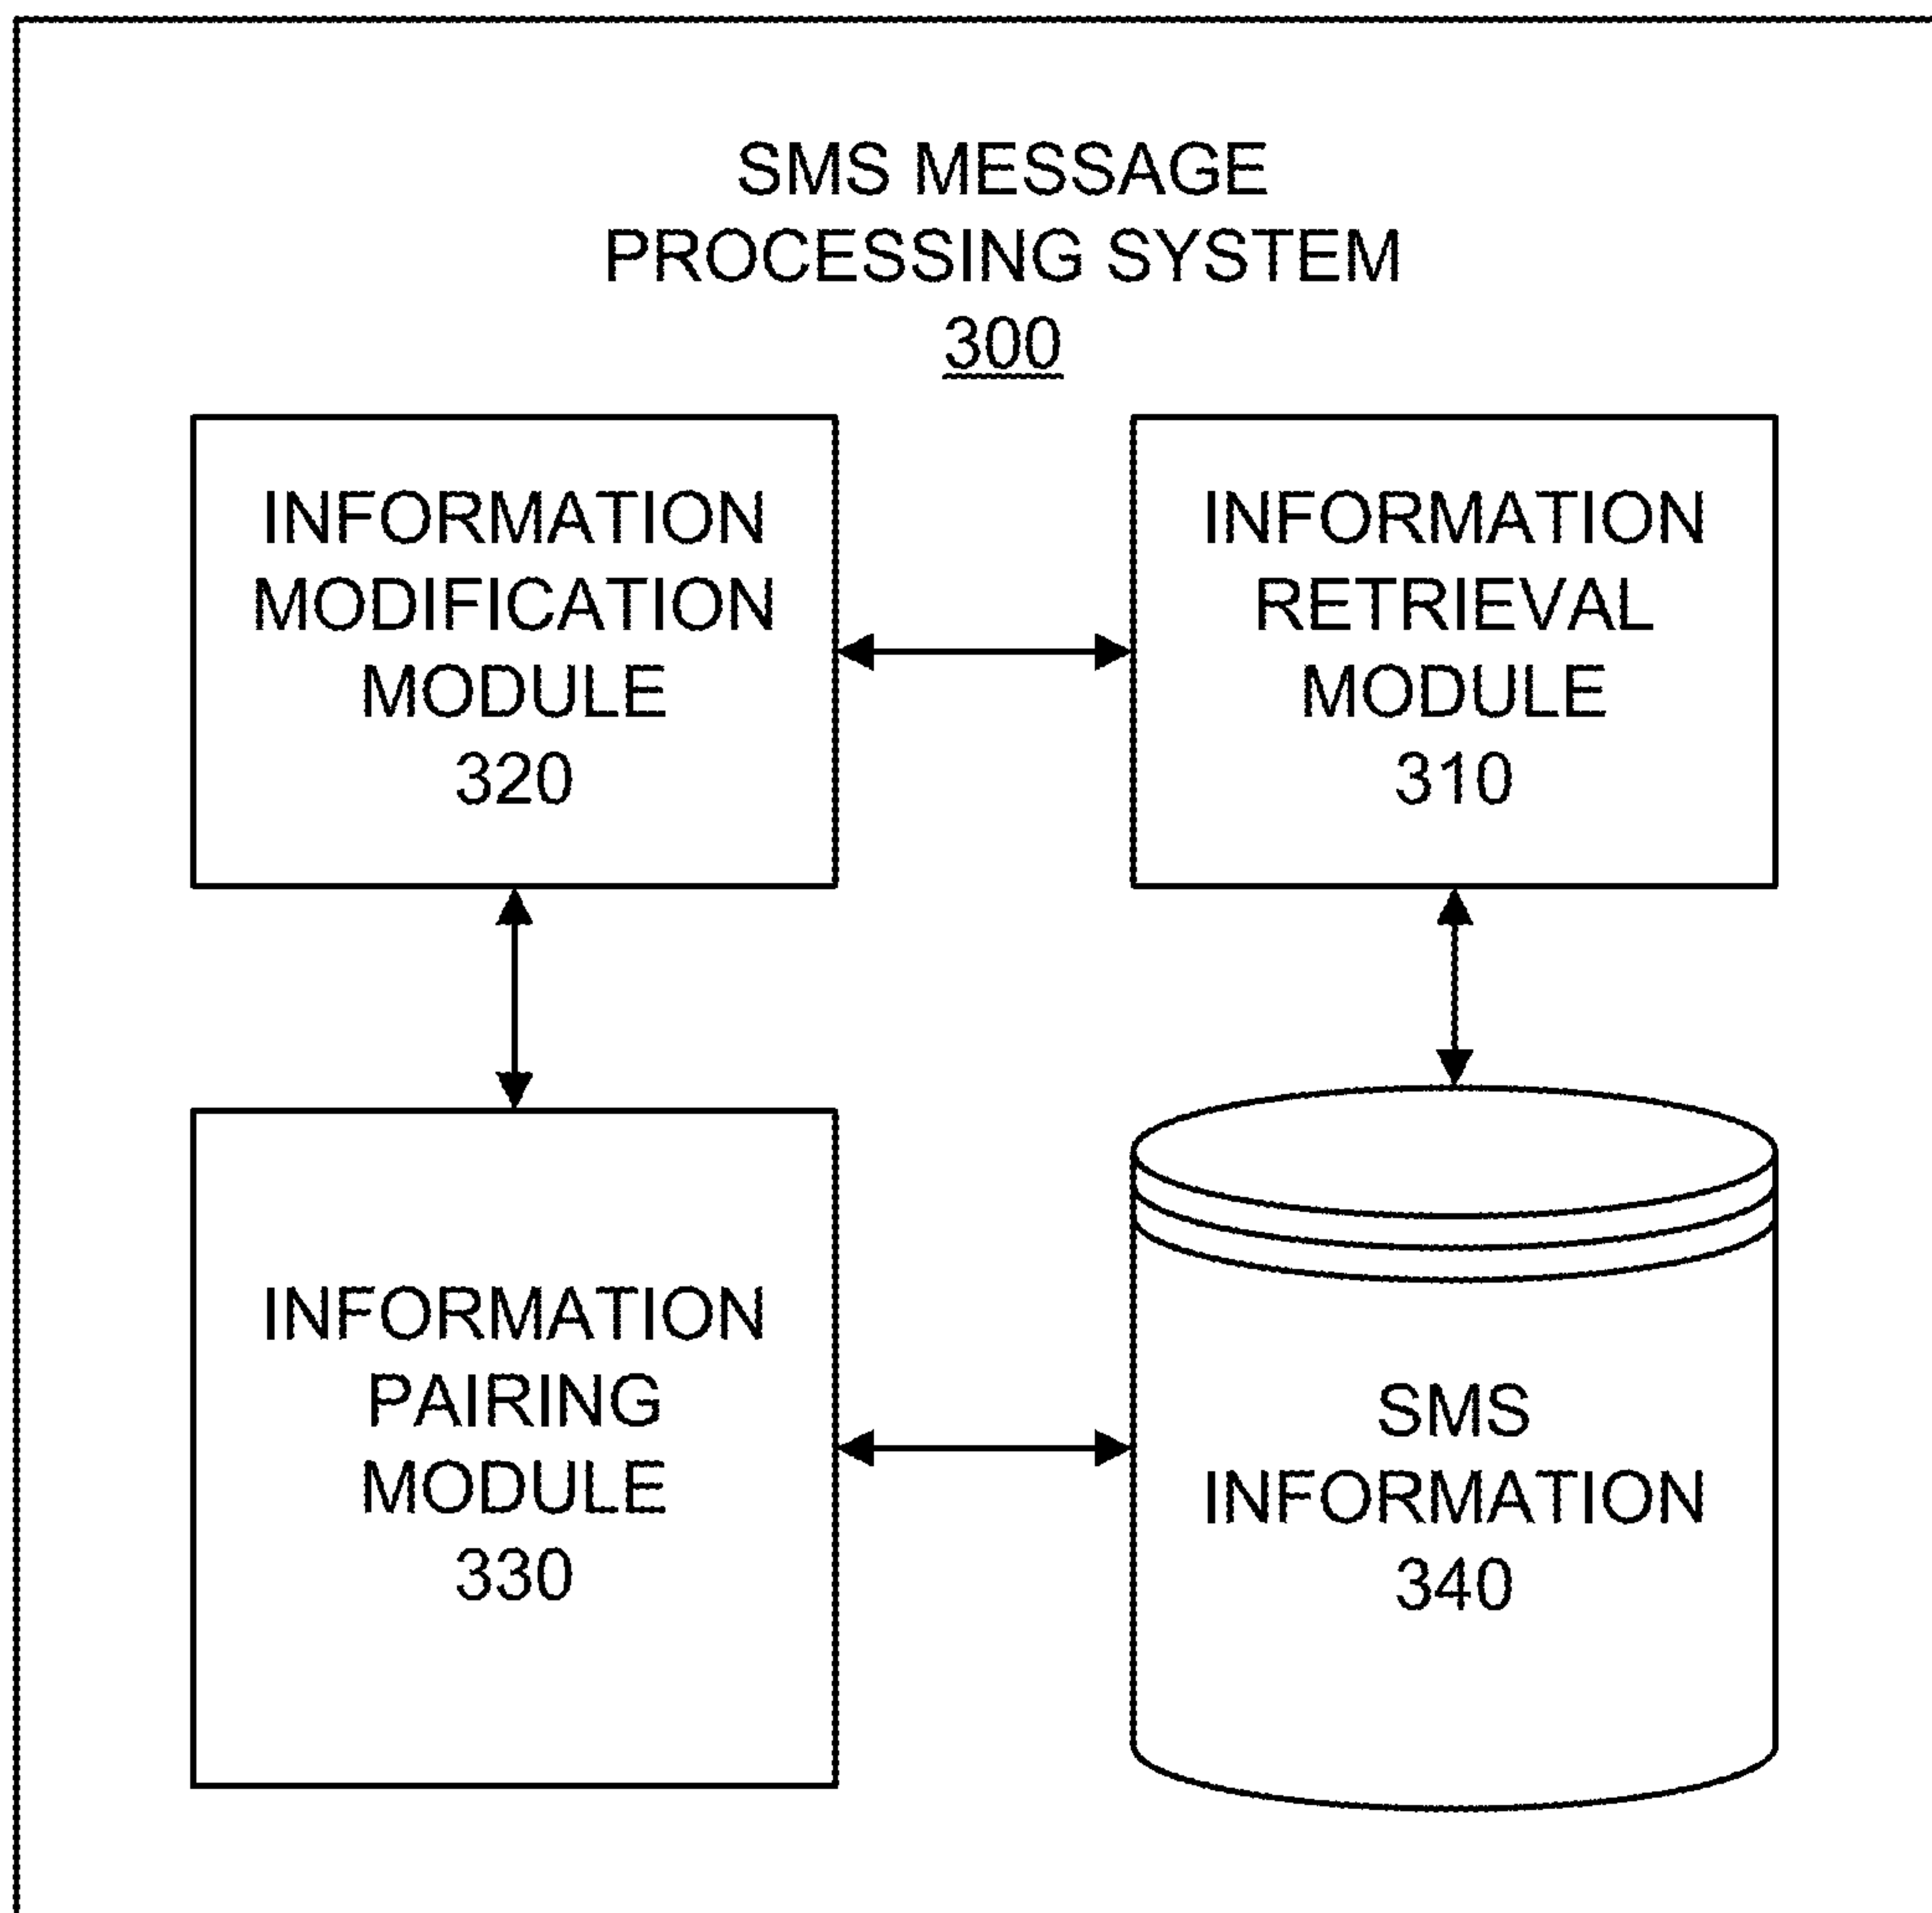 SMS MESSAGE
PROCESSING SYSTEM
300
INFORMATION
MODIFICATION
MODULE
320
INFORMATION
RETRIEVAL
MODULE
310
INFORMATION
PAIRING
MODULE
330
SMS
INFORMATION
340